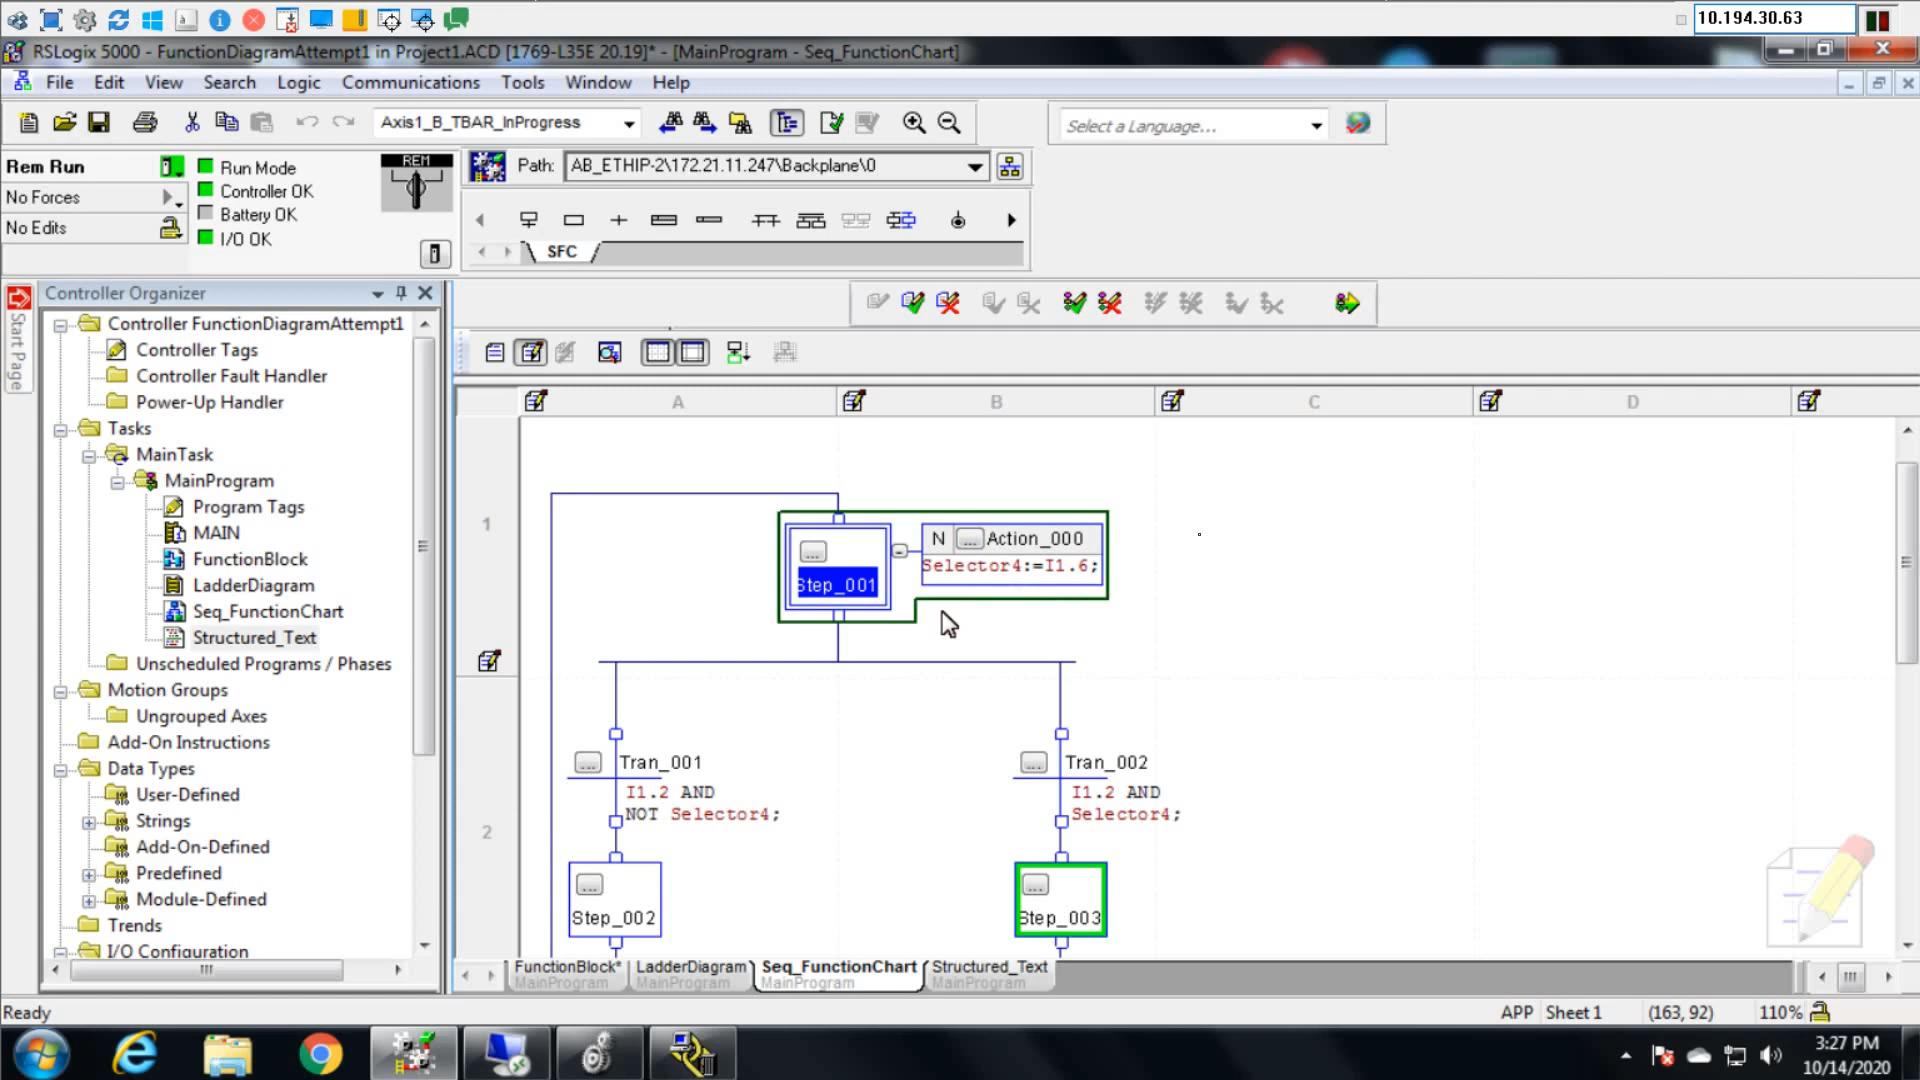 10.194.30.63
RSLogix 5000 - FunctionDiagramAttempt1 in Project1.ACD [1769-L35E 20.19]* - [MainProgram - Seq_FunctionChart]
File Edit View Search Logic Communications Tools Window Help
Axis1_B_TBAR_InProgress
Select a Language...
Rem Run
No Forces
No Edits
Run Mode
Controller OK
Battery OK
I/O OK
REM
Path: AB_ETHIP-2\172.21.11.247\Backplane\0
SFC
Start Page
Controller Organizer
Controller FunctionDiagramAttempt1
Controller Tags
Controller Fault Handler
Power-Up Handler
Tasks
MainTask
MainProgram
Program Tags
MAIN
FunctionBlock
LadderDiagram
Seq_FunctionChart
Structured_Text
Unscheduled Programs / Phases
Motion Groups
Ungrouped Axes
Add-On Instructions
Data Types
User-Defined
Strings
Add-On-Defined
Predefined
Module-Defined
Trends
I/O Configuration
A B C D
1
... Step_001
N ... Action_000
Selector4:=I1.6;
... Tran_001
I1.2 AND
NOT Selector4;
... Tran_002
I1.2 AND
Selector4;
2
... Step_002
... Step_003
FunctionBlock* LadderDiagram Seq_FunctionChart Structured_Text
MainProgram MainProgram MainProgram MainProgram
Ready
APP Sheet 1 (163, 92) 110%
3:27 PM
10/14/2020